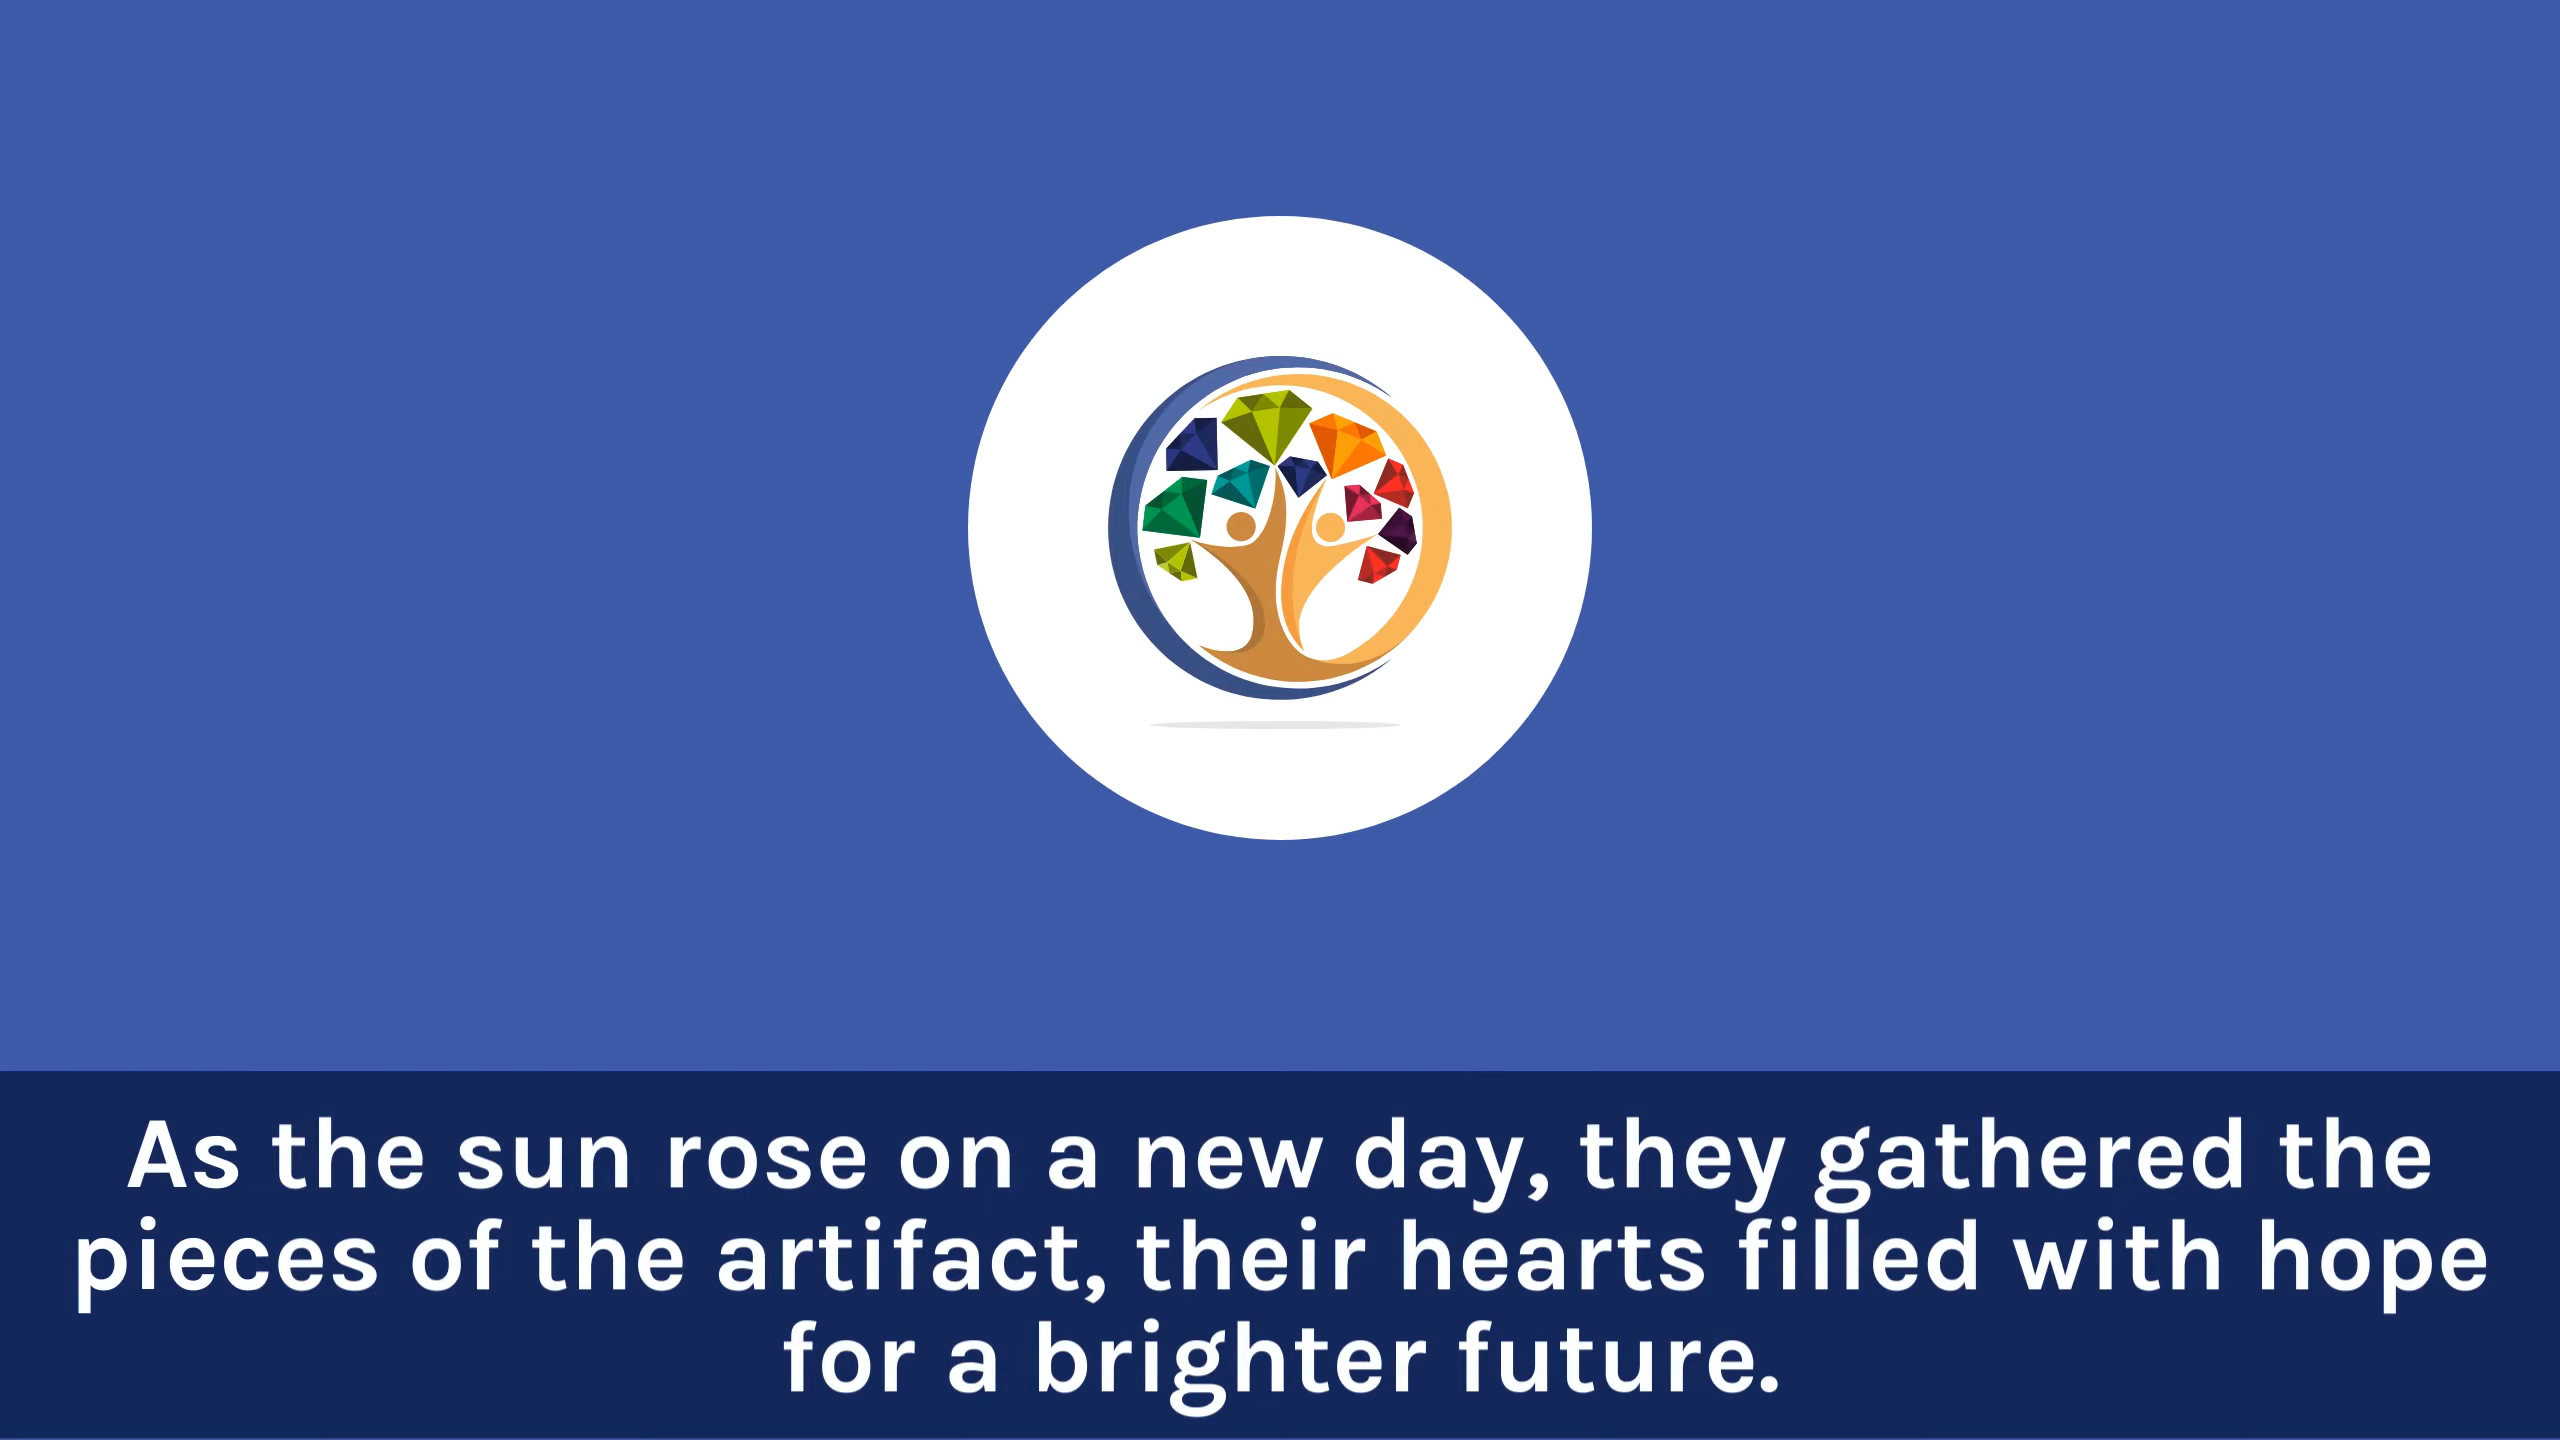 As the sun rose on a new day, they gathered the
pieces of the artifact, their hearts filled with hope
for a brighter future.